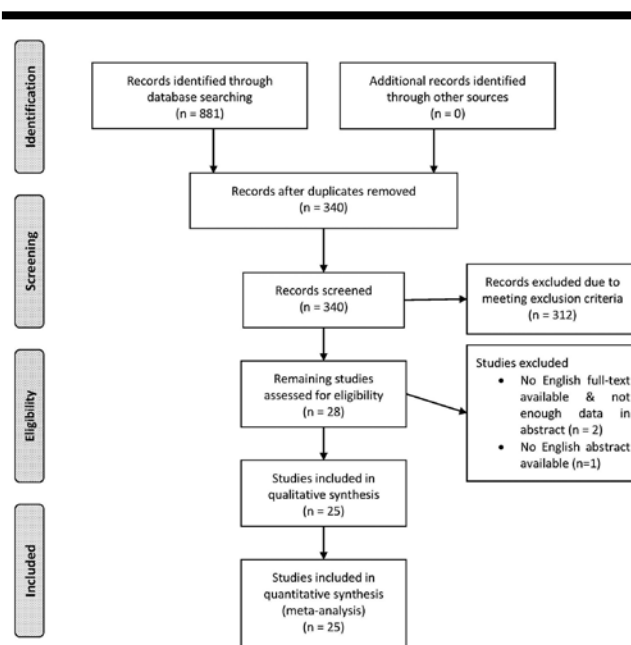 Identification
Records identified through
database searching
(n = 881)
Additional records identified
through other sources
(n = 0)
Records after duplicates removed
(n = 340)
Screening
Records screened
(n = 340)
Records excluded due to
meeting exclusion criteria
(n = 312)
Eligibility
Remaining studies
assessed for eligibility
(n = 28)
Studies excluded
• No English full-text
available & not
enough data in
abstract (n = 2)
• No English abstract
available (n=1)
Studies included in
qualitative synthesis
(n = 25)
Included
Studies included in
quantitative synthesis
(meta-analysis)
(n = 25)